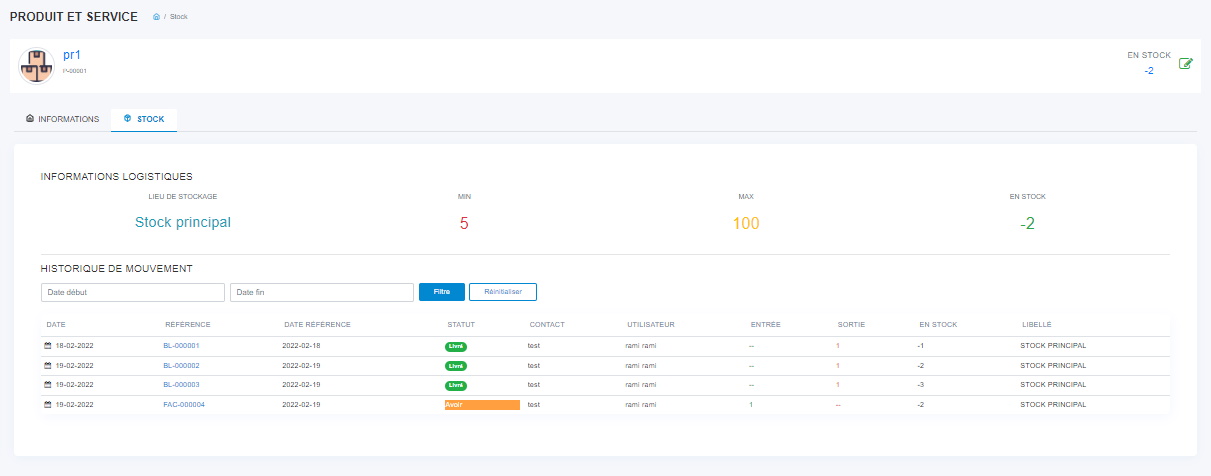 PRODUIT ET SERVICE / Stock
pr1
P-00001
EN STOCK
-2
INFORMATIONS STOCK
INFORMATIONS LOGISTIQUES
LIEU DE STOCKAGE MIN MAX EN STOCK
Stock principal 5 100 -2
HISTORIQUE DE MOUVEMENT
Date début Date fin Filtre Réinitialiser
DATE RÉFÉRENCE DATE RÉFÉRENCE STATUT CONTACT UTILISATEUR ENTRÉE SORTIE EN STOCK LIBELLÉ
18-02-2022 BL-000001 2022-02-18 Livré test rami rami -- 1 -1 STOCK PRINCIPAL
19-02-2022 BL-000002 2022-02-19 Livré test rami rami -- 1 -2 STOCK PRINCIPAL
19-02-2022 BL-000003 2022-02-19 Livré test rami rami -- 1 -3 STOCK PRINCIPAL
19-02-2022 FAC-000004 2022-02-19 Avoir test rami rami 1 -- -2 STOCK PRINCIPAL